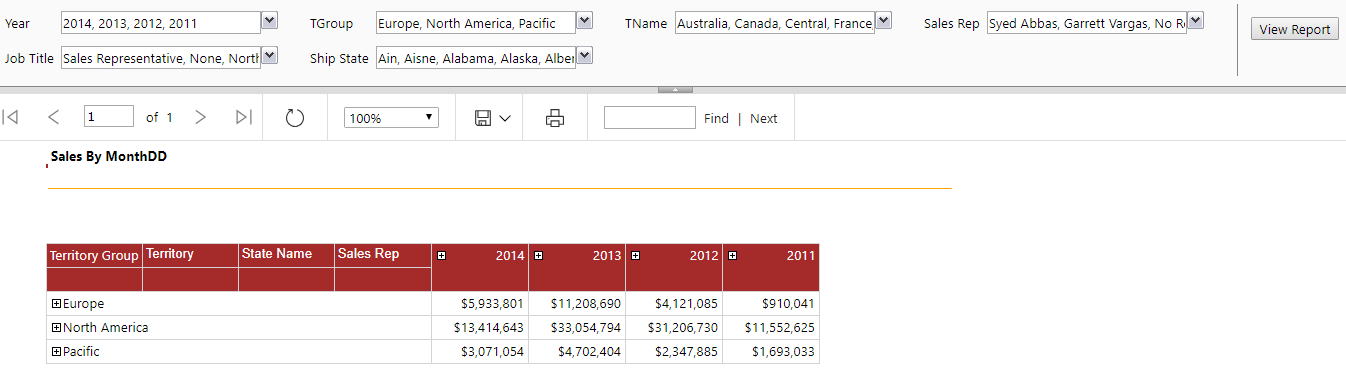 Year 2014, 2013, 2012, 2011 TGroup Europe, North America, Pacific TName Australia, Canada, Central, France, Sales Rep Syed Abbas, Garrett Vargas, No R
View Report
Job Title Sales Representative, None, North Ship State Ain, Aisne, Alabama, Alaska, Alber
1 of 1 100% Find | Next
Sales By MonthDD
Territory Group Territory State Name Sales Rep 2014 2013 2012 2011
Europe $5,933,801 $11,208,690 $4,121,085 $910,041
North America $13,414,643 $33,054,794 $31,206,730 $11,552,625
Pacific $3,071,054 $4,702,404 $2,347,885 $1,693,033